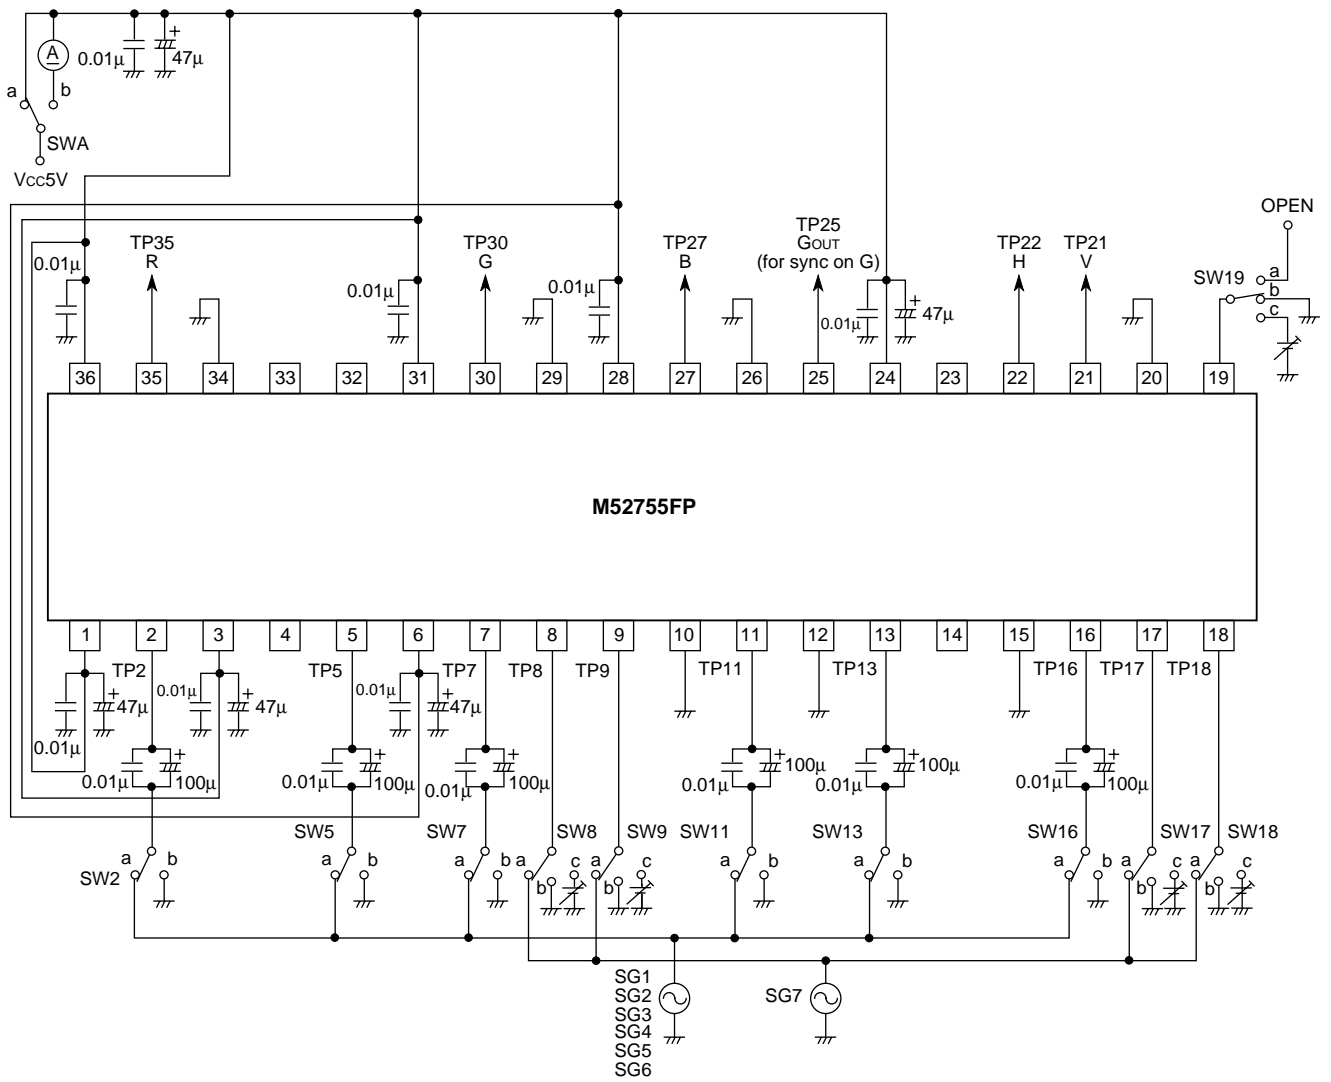 A
0.01µ
+
47µ
a
b
SWA
Vcc5V
OPEN
TP35
R
TP30
G
TP27
B
TP25
GOUT
(for sync on G)
TP22
H
TP21
V
SW19
a
b
c
0.01µ
0.01µ
0.01µ
0.01µ
+
47µ
36 35 34 33 32 31 30 29 28 27 26 25 24 23 22 21 20 19
M52755FP
1 2 3 4 5 6 7 8 9 10 11 12 13 14 15 16 17 18
TP2 TP5 TP7 TP8 TP9 TP11 TP13 TP16 TP17 TP18
0.01µ
+
47µ
0.01µ
+
47µ
0.01µ
+
47µ
0.01µ
+
100µ
0.01µ
+
100µ
0.01µ
+
100µ
0.01µ
+
100µ
0.01µ
+
100µ
0.01µ
+
100µ
SW2
a
b
SW5
a
b
SW7
a
b
SW8
a
b
c
SW9
a
b
c
SW11
a
b
SW13
a
b
SW16
a
b
SW17
a
b
c
SW18
a
b
c
SG1
SG2
SG3
SG4
SG5
SG6
SG7